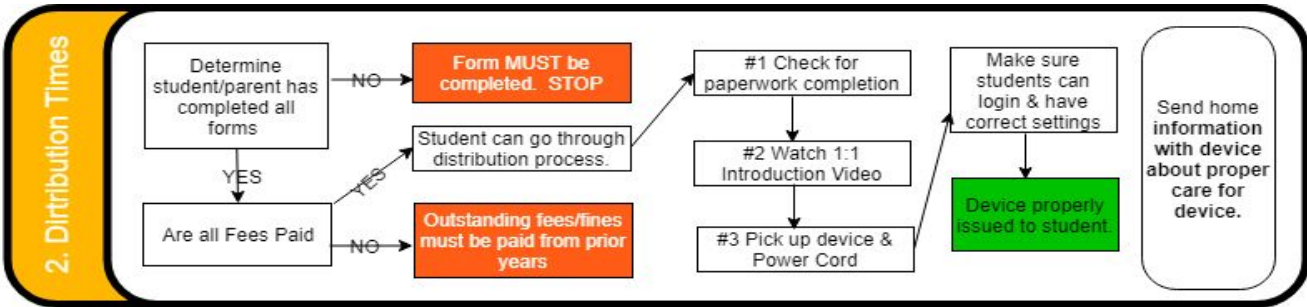 2. Dirtribution Times
Determine
student/parent has
completed all
forms
NO
Form MUST be
completed. STOP
YES
Are all Fees Paid
YES
Student can go through
distribution process.
NO
Outstanding fees/fines
must be paid from prior
years
#1 Check for
paperwork completion
#2 Watch 1:1
Introduction Video
#3 Pick up device &
Power Cord
Make sure
students can
login & have
correct settings
Device properly
issued to student.
Send home
information
with device
about proper
care for
device.